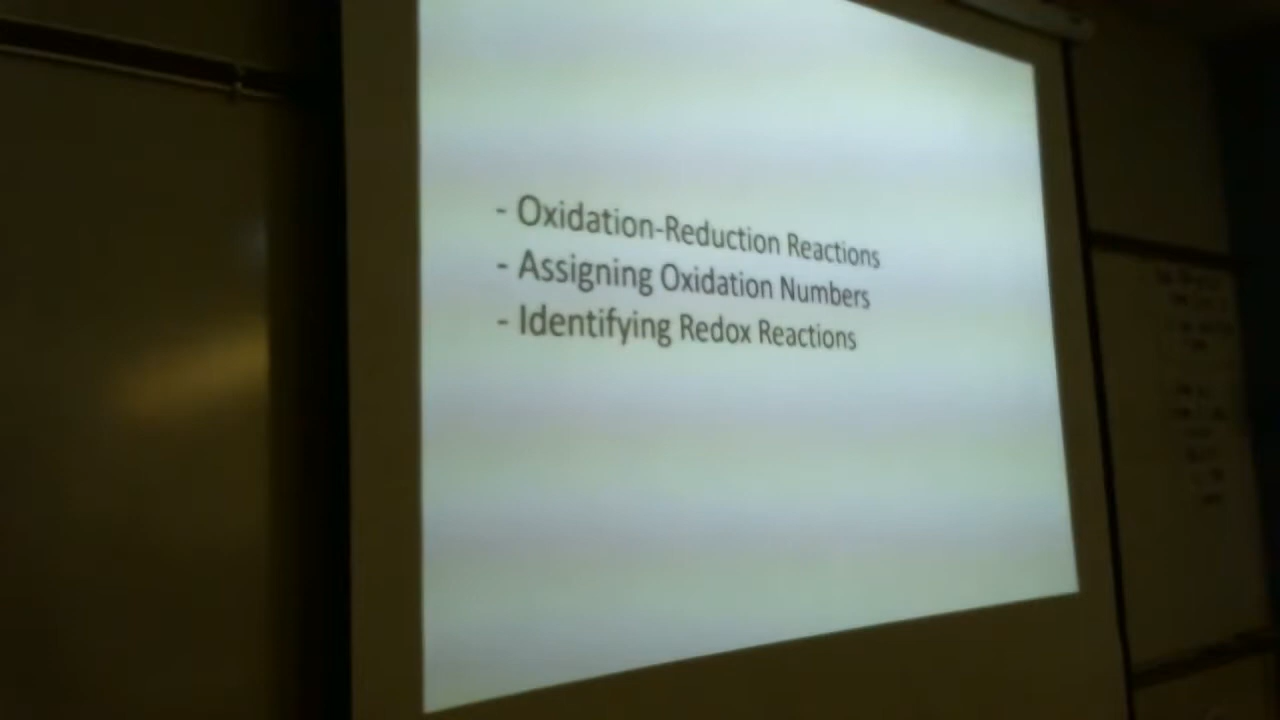 - Oxidation-Reduction Reactions
- Assigning Oxidation Numbers
- Identifying Redox Reactions